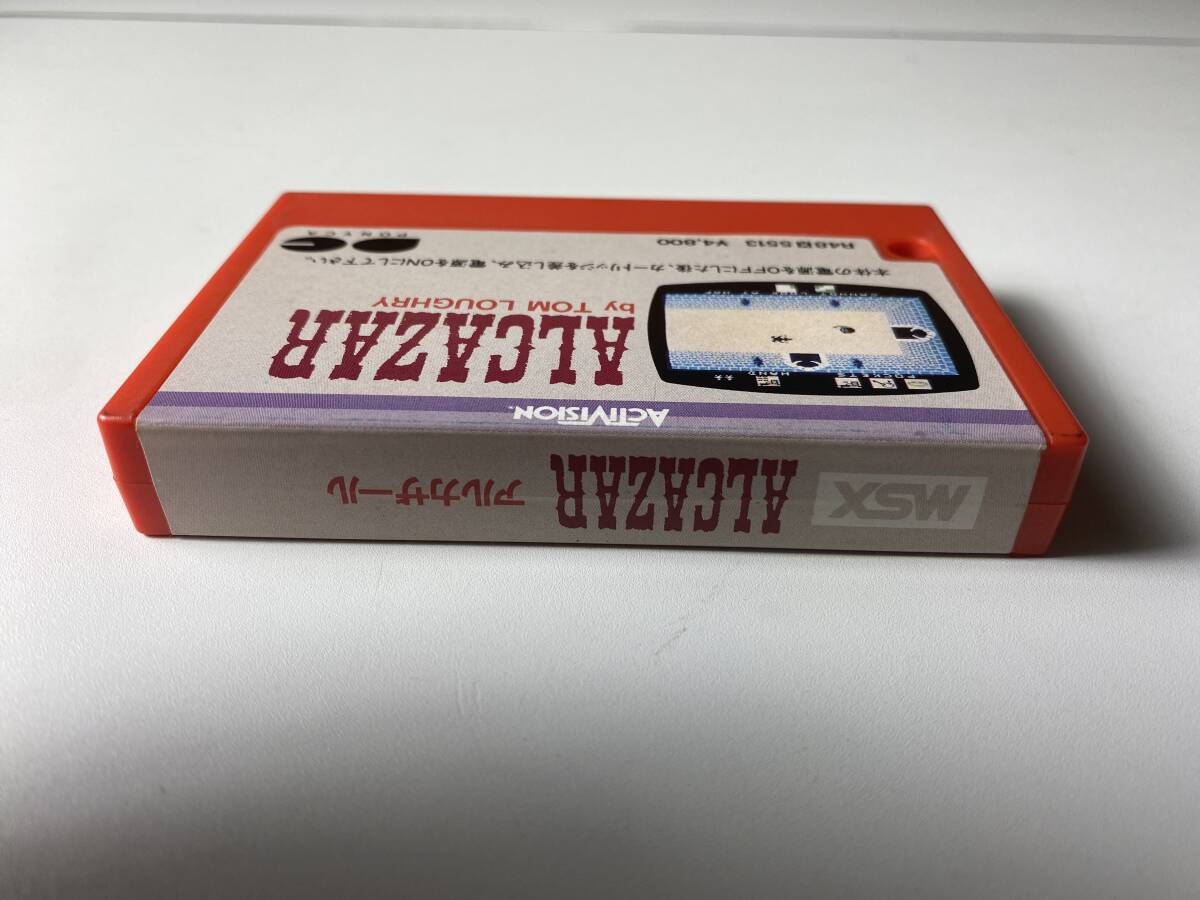 MSX ALCAZAR アルカザール
ACTIVISION
ALCAZAR
by TOM LOUGHRY
本体の電源をOFFにした後、カートリッジを差し込み、電源をONにして下さい。
¥4,800
PONYCA